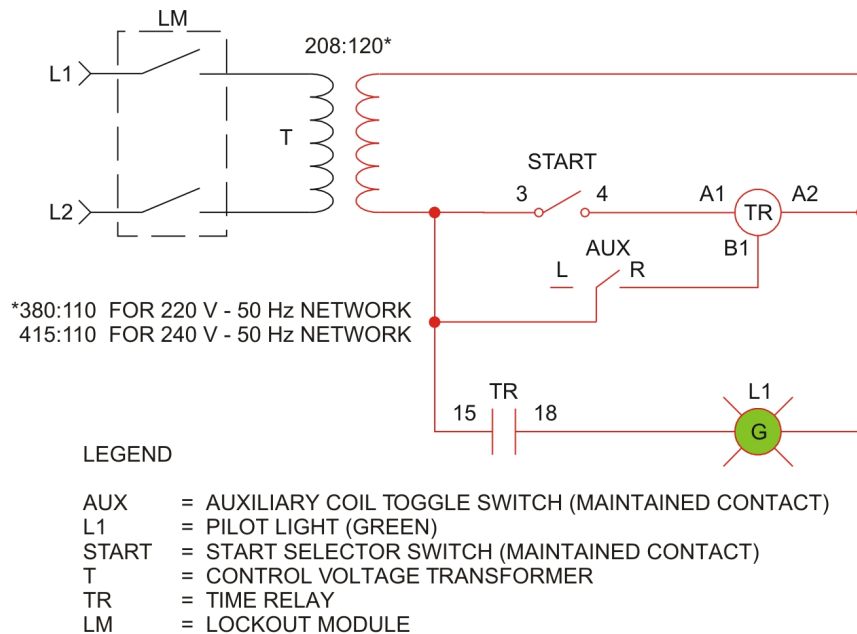 LM
208:120*
L1
T
L2
START
3 4 A1 TR A2
AUX B1
L R
*380:110 FOR 220 V - 50 Hz NETWORK
415:110 FOR 240 V - 50 Hz NETWORK
TR L1
15 18 G
LEGEND
AUX = AUXILIARY COIL TOGGLE SWITCH (MAINTAINED CONTACT)
L1 = PILOT LIGHT (GREEN)
START = START SELECTOR SWITCH (MAINTAINED CONTACT)
T = CONTROL VOLTAGE TRANSFORMER
TR = TIME RELAY
LM = LOCKOUT MODULE